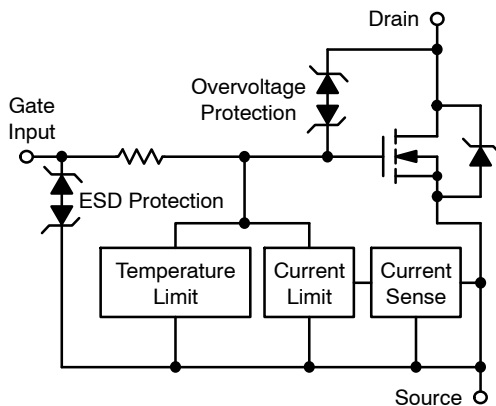 Drain
Overvoltage
Protection
Gate
Input
ESD Protection
Temperature
Limit
Current
Limit
Current
Sense
Source